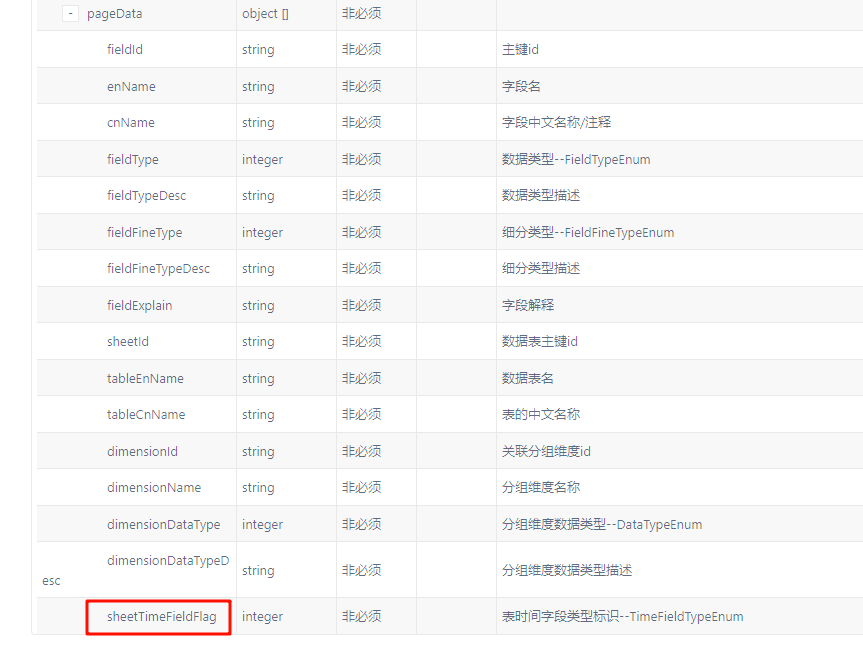 - pageData object [] 非必须
fieldId string 非必须 主键id
enName string 非必须 字段名
cnName string 非必须 字段中文名称/注释
fieldType integer 非必须 数据类型--FieldTypeEnum
fieldTypeDesc string 非必须 数据类型描述
fieldFineType integer 非必须 细分类型--FieldFineTypeEnum
fieldFineTypeDesc string 非必须 细分类型描述
fieldExplain string 非必须 字段解释
sheetId string 非必须 数据表主键id
tableEnName string 非必须 数据表名
tableCnName string 非必须 表的中文名称
dimensionId string 非必须 关联分组维度id
dimensionName string 非必须 分组维度名称
dimensionDataType integer 非必须 分组维度数据类型--DataTypeEnum
dimensionDataTypeD
esc string 非必须 分组维度数据类型描述
sheetTimeFieldFlag integer 非必须 表时间字段类型标识--TimeFieldTypeEnum